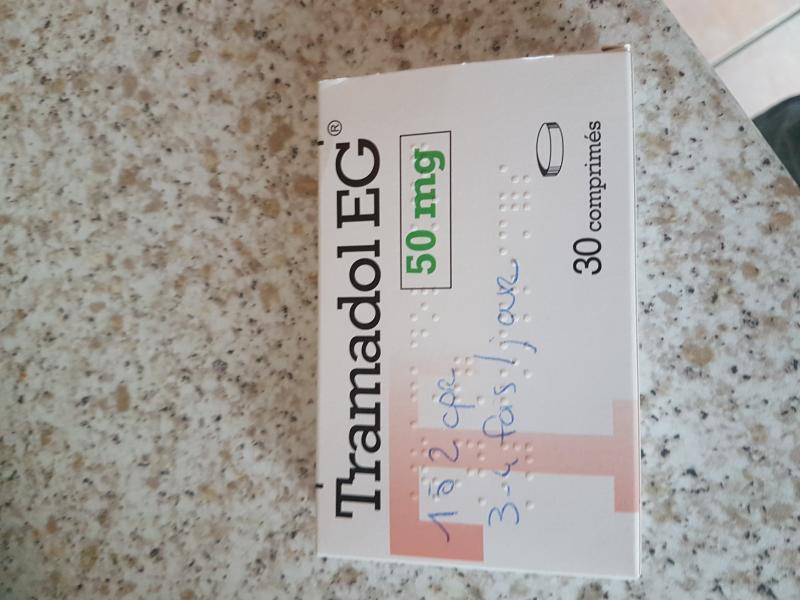 Tramadol EG®
50 mg
1 à 2 cpr
3-4 fois / jour
30 comprimés